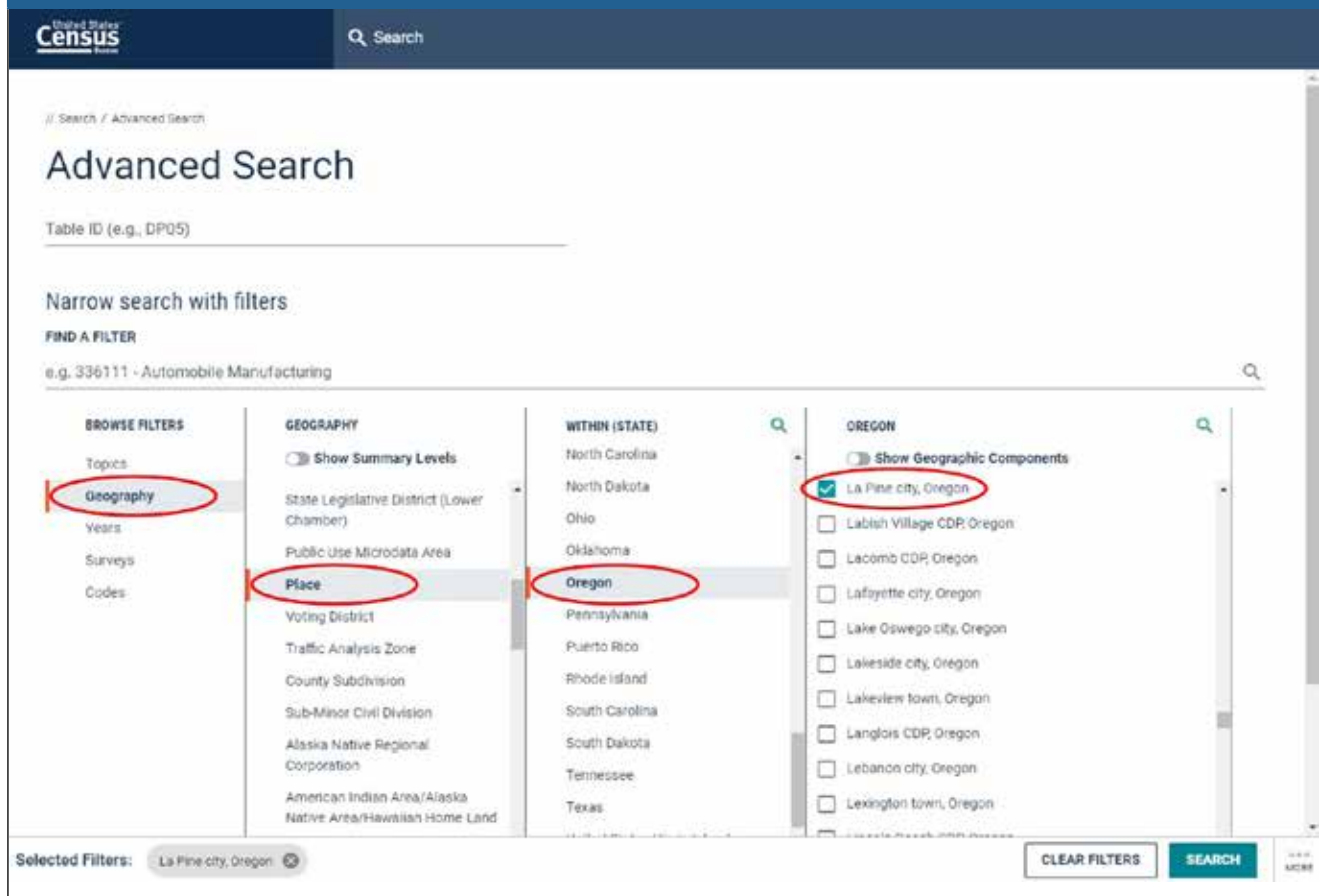 United States
Census
Bureau
Search
// Search / Advanced Search
Advanced Search
Table ID (e.g., DP05)
Narrow search with filters
FIND A FILTER
e.g. 336111 - Automobile Manufacturing
BROWSE FILTERS
Topics
Geography
Years
Surveys
Codes
GEOGRAPHY
Show Summary Levels
State Legislative District (Lower
Chamber)
Public Use Microdata Area
Place
Voting District
Traffic Analysis Zone
County Subdivision
Sub-Minor Civil Division
Alaska Native Regional
Corporation
American Indian Area/Alaska
Native Area/Hawaiian Home Land
WITHIN (STATE)
North Carolina
North Dakota
Ohio
Oklahoma
Oregon
Pennsylvania
Puerto Rico
Rhode Island
South Carolina
South Dakota
Tennessee
Texas
OREGON
Show Geographic Components
La Pine city, Oregon
Labish Village CDP, Oregon
Lacomb CDP, Oregon
Lafayette city, Oregon
Lake Oswego city, Oregon
Lakeside city, Oregon
Lakeview town, Oregon
Langlois CDP, Oregon
Lebanon city, Oregon
Lexington town, Oregon
Selected Filters:
La Pine city, Oregon
CLEAR FILTERS
SEARCH
MORE